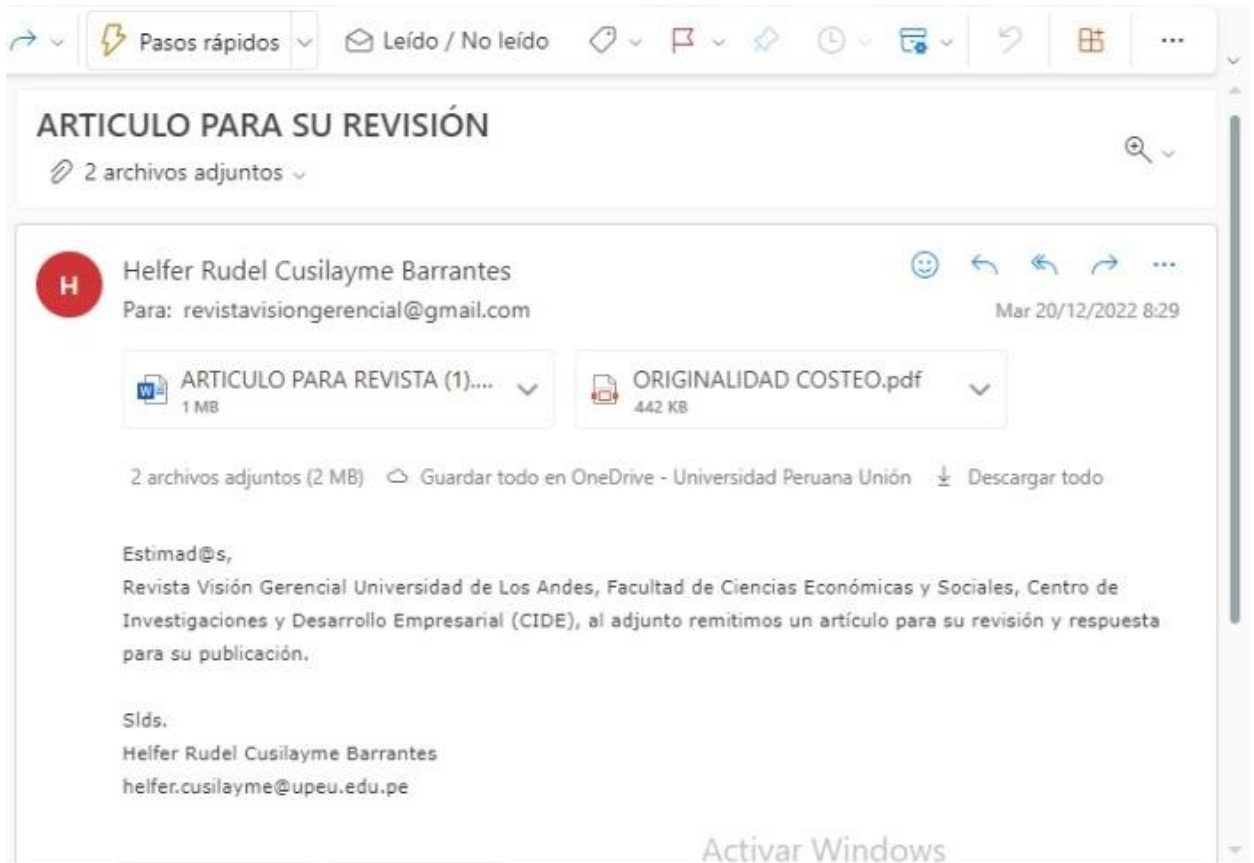 Pasos rápidos Leído / No leído ...
ARTICULO PARA SU REVISIÓN
2 archivos adjuntos
H
Helfer Rudel Cusilayme Barrantes
Para: revistavisiongerencial@gmail.com
Mar 20/12/2022 8:29
ARTICULO PARA REVISTA (1)....
1 MB
ORIGINALIDAD COSTEO.pdf
442 KB
2 archivos adjuntos (2 MB) Guardar todo en OneDrive - Universidad Peruana Unión Descargar todo
Estimad@s,
Revista Visión Gerencial Universidad de Los Andes, Facultad de Ciencias Económicas y Sociales, Centro de
Investigaciones y Desarrollo Empresarial (CIDE), al adjunto remitimos un artículo para su revisión y respuesta
para su publicación.
Slds.
Helfer Rudel Cusilayme Barrantes
helfer.cusilayme@upeu.edu.pe
Activar Windows